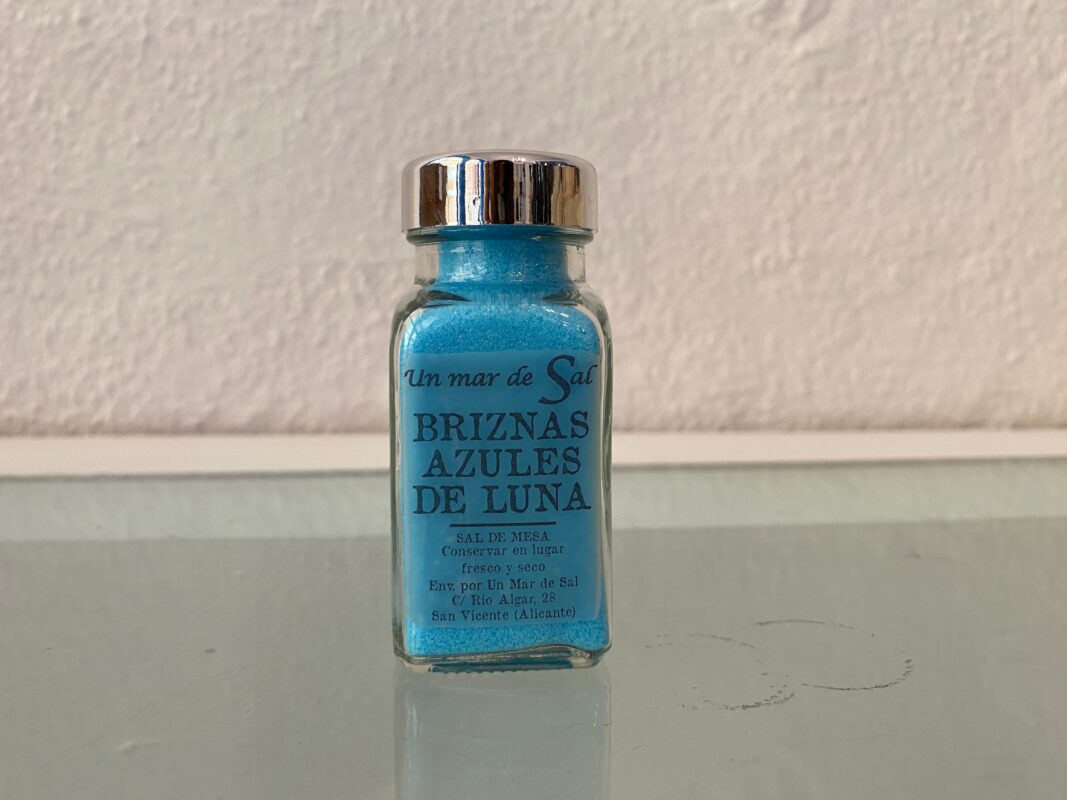 Un mar de Sal
BRIZNAS
AZULES
DE LUNA
SAL DE MESA
Conservar en lugar
fresco y seco
Env. por Un Mar de Sal
C/ Rio Algar, 28
San Vicente (Alicante)